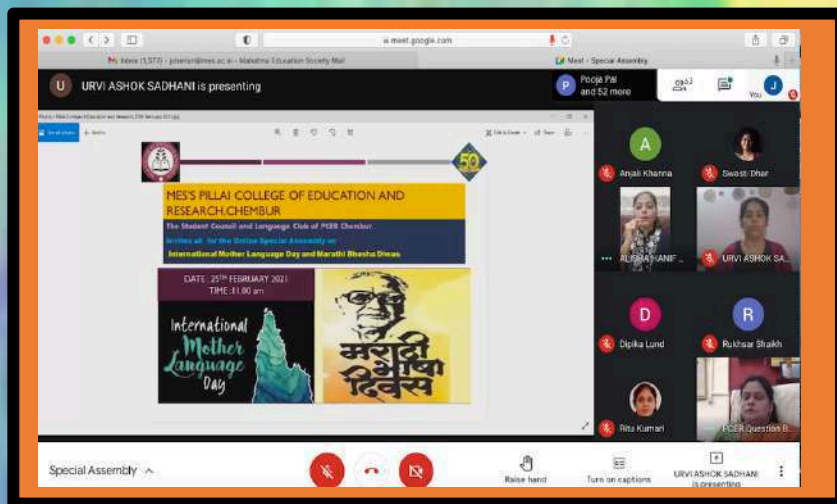 meet.google.com
Meet - Special Assembly
U
URVI ASHOK SADHANI is presenting
P
Pooja Pal
and 52 more
You
J
50
MES'S PILLAI COLLEGE OF EDUCATION AND
RESEARCH,CHEMBUR
The Student Council and Language Club of PCER Chembur
Invites all for the Online Special Assembly on
International Mother Language Day and Marathi Bhasha Diwas
DATE : 25TH FEBRUARY 2021
TIME :11.00 am
International
Mother
Language
Day
मराठी
भाषा
दिवस
A
Anjali Khanna
Swasti Dhar
ALISHA HANIF ...
URVI ASHOK SA...
D
Dipika Lund
R
Rukhsar Shaikh
Ritu Kumari
PCER Question B...
Special Assembly
Raise hand
Turn on captions
URVI ASHOK SADHANI
is presenting